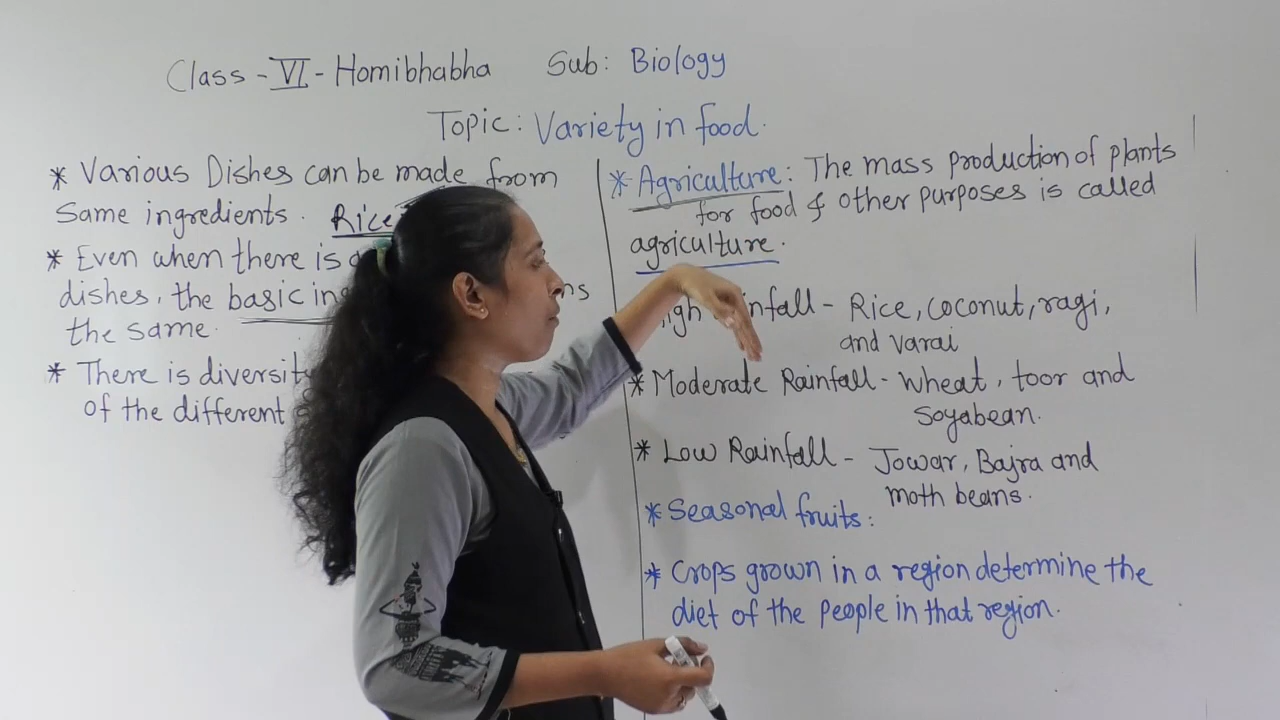 Class - VI - Homibhabha Sub: Biology
Topic: Variety in food.
* Various Dishes can be made from
Same ingredients. Rice
* Even when there is
dishes, the basic
the same.
* There is diversity
of the different
* Agriculture: The mass production of plants
for food & other purposes is called
agriculture.
Rice, coconut, ragi,
and varai
* Moderate Rainfall - wheat, toor and
Soyabean.
* Low Rainfall - Jowar, Bajra and
moth beans.
* Seasonal fruits:
* Crops grown in a region determine the
diet of the people in that region.